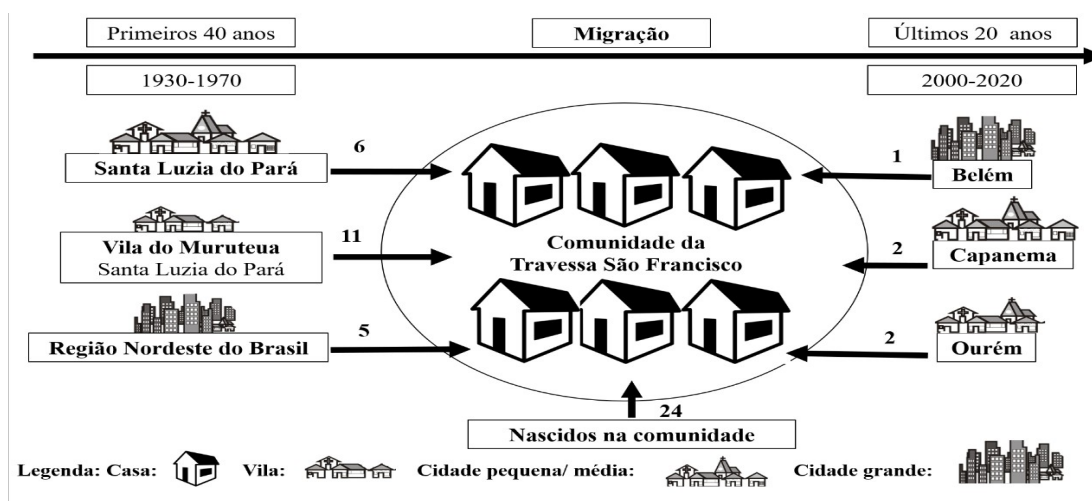 Primeiros 40 anos
Migração
Últimos 20 anos
1930-1970
2000-2020
Santa Luzia do Pará
6
Vila do Muruteua
Santa Luzia do Pará
11
Região Nordeste do Brasil
5
Comunidade da
Travessa São Francisco
1
Belém
2
Capanema
2
Ourém
24
Nascidos na comunidade
Legenda: Casa: Vila: Cidade pequena/ média: Cidade grande: